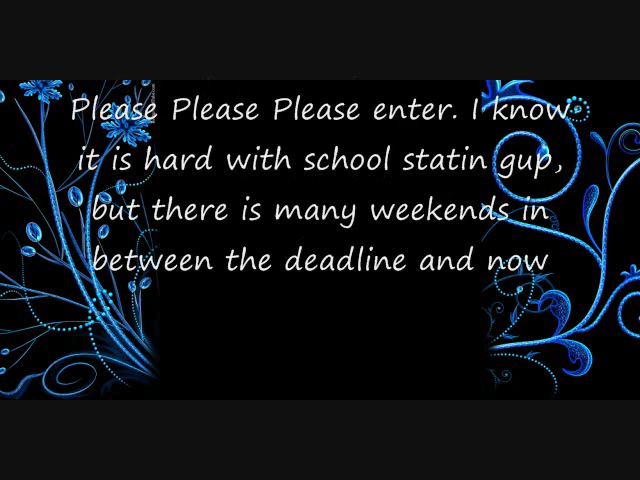 Please Please Please enter. I know
it is hard with school statin gup,
but there is many weekends in
between the deadline and now